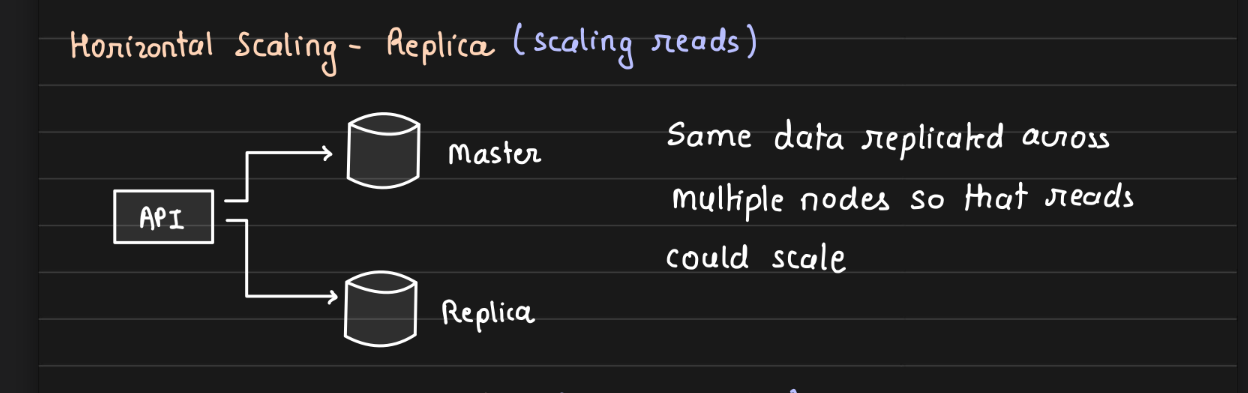 Horizontal Scaling - Replica (scaling reads)
Master
API
Replica
Same data replicated across
multiple nodes so that reads
could scale